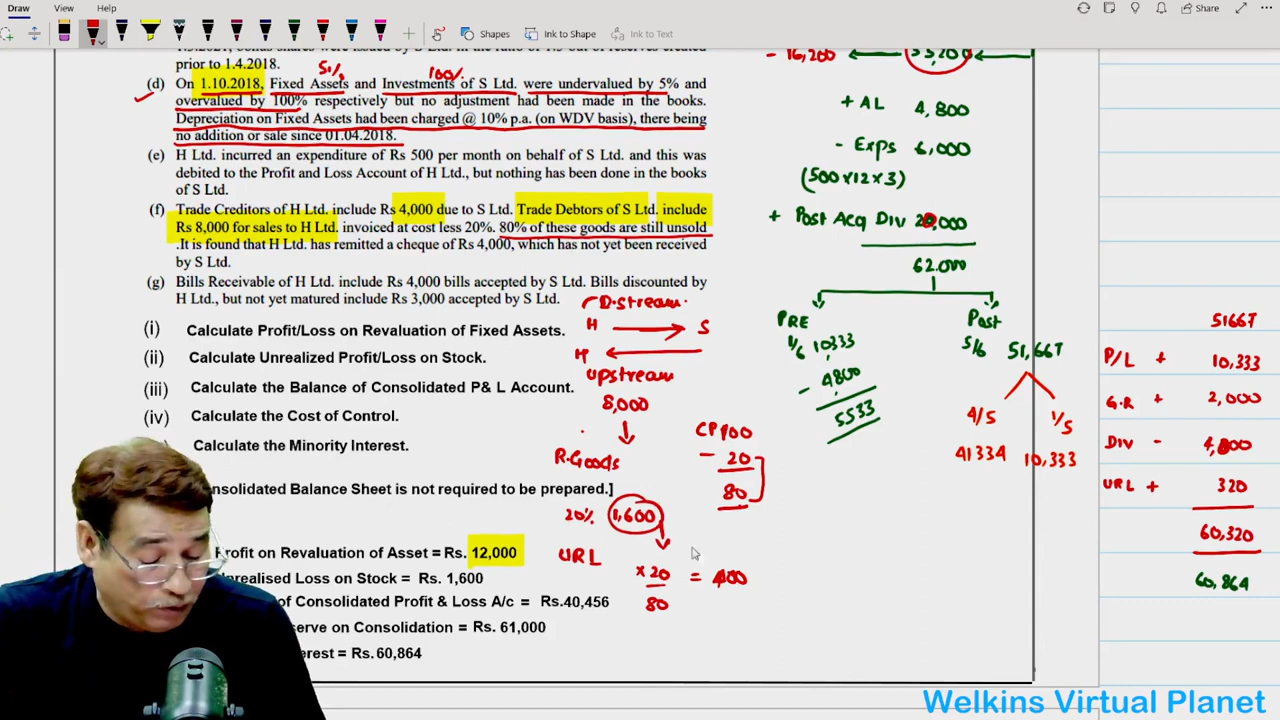 Draw View Help
Share
Shapes Ink to Shape Ink to Text
prior to 1.4.2018.
51%
100%
(d) On 1.10.2018, Fixed Assets and Investments of S Ltd. were undervalued by 5% and
overvalued by 100% respectively but no adjustment had been made in the books.
Depreciation on Fixed Assets had been charged @ 10% p.a. (on WDV basis), there being
no addition or sale since 01.04.2018.
(e) H Ltd. incurred an expenditure of Rs 500 per month on behalf of S Ltd. and this was
debited to the Profit and Loss Account of H Ltd., but nothing has been done in the books
of S Ltd.
(f) Trade Creditors of H Ltd. include Rs 4,000 due to S Ltd. Trade Debtors of S Ltd. include
Rs 8,000 for sales to H Ltd. invoiced at cost less 20%. 80% of these goods are still unsold
.It is found that H Ltd. has remitted a cheque of Rs 4,000, which has not yet been received
by S Ltd.
(g) Bills Receivable of H Ltd. include Rs 4,000 bills accepted by S Ltd. Bills discounted by
H Ltd., but not yet matured include Rs 3,000 accepted by S Ltd.
(i) Calculate Profit/Loss on Revaluation of Fixed Assets.
(ii) Calculate Unrealized Profit/Loss on Stock.
(iii) Calculate the Balance of Consolidated P& L Account.
(iv) Calculate the Cost of Control.
Calculate the Minority Interest.
onsolidated Balance Sheet is not required to be prepared.]
Profit on Revaluation of Asset = Rs. 12,000
nrealised Loss on Stock = Rs. 1,600
of Consolidated Profit & Loss A/c = Rs.40,456
serve on Consolidation = Rs. 61,000
terest = Rs.60,864
D.stream.
H S
H
Upstream
8,000
R.Goods
20% 1,600
URL
× 20
80
= 400
CP 100
- 20
80
- 16,200 55,200
+ AL 4,800
- Exps 6,000
(500×12×3)
+ Post Acq Div 20,000
62.000
PRE Post
1/6 10333
5/6 51,667
- 4800
5533
4/5 1/5
41334 10,333
51667
P/L + 10,333
G.R + 2,000
Div - 4,800
URL + 320
60,320
60,864
Welkins Virtual Planet